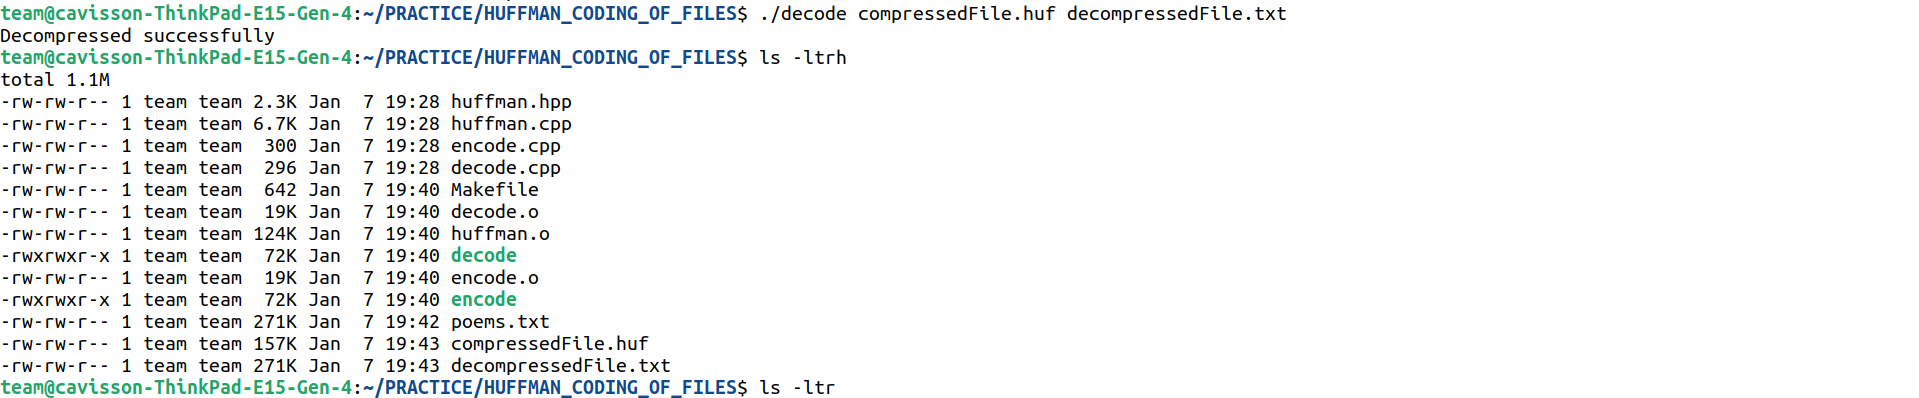 team@cavisson-ThinkPad-E15-Gen-4:~/PRACTICE/HUFFMAN_CODING_OF_FILES$ ./decode compressedFile.huf decompressedFile.txt
Decompressed successfully
team@cavisson-ThinkPad-E15-Gen-4:~/PRACTICE/HUFFMAN_CODING_OF_FILES$ ls -ltrh
total 1.1M
-rw-rw-r-- 1 team team 2.3K Jan  7 19:28 huffman.hpp
-rw-rw-r-- 1 team team 6.7K Jan  7 19:28 huffman.cpp
-rw-rw-r-- 1 team team  300 Jan  7 19:28 encode.cpp
-rw-rw-r-- 1 team team  296 Jan  7 19:28 decode.cpp
-rw-rw-r-- 1 team team  642 Jan  7 19:40 Makefile
-rw-rw-r-- 1 team team  19K Jan  7 19:40 decode.o
-rw-rw-r-- 1 team team 124K Jan  7 19:40 huffman.o
-rwxrwxr-x 1 team team  72K Jan  7 19:40 decode
-rw-rw-r-- 1 team team  19K Jan  7 19:40 encode.o
-rwxrwxr-x 1 team team  72K Jan  7 19:40 encode
-rw-rw-r-- 1 team team 271K Jan  7 19:42 poems.txt
-rw-rw-r-- 1 team team 157K Jan  7 19:43 compressedFile.huf
-rw-rw-r-- 1 team team 271K Jan  7 19:43 decompressedFile.txt
team@cavisson-ThinkPad-E15-Gen-4:~/PRACTICE/HUFFMAN_CODING_OF_FILES$ ls -ltr